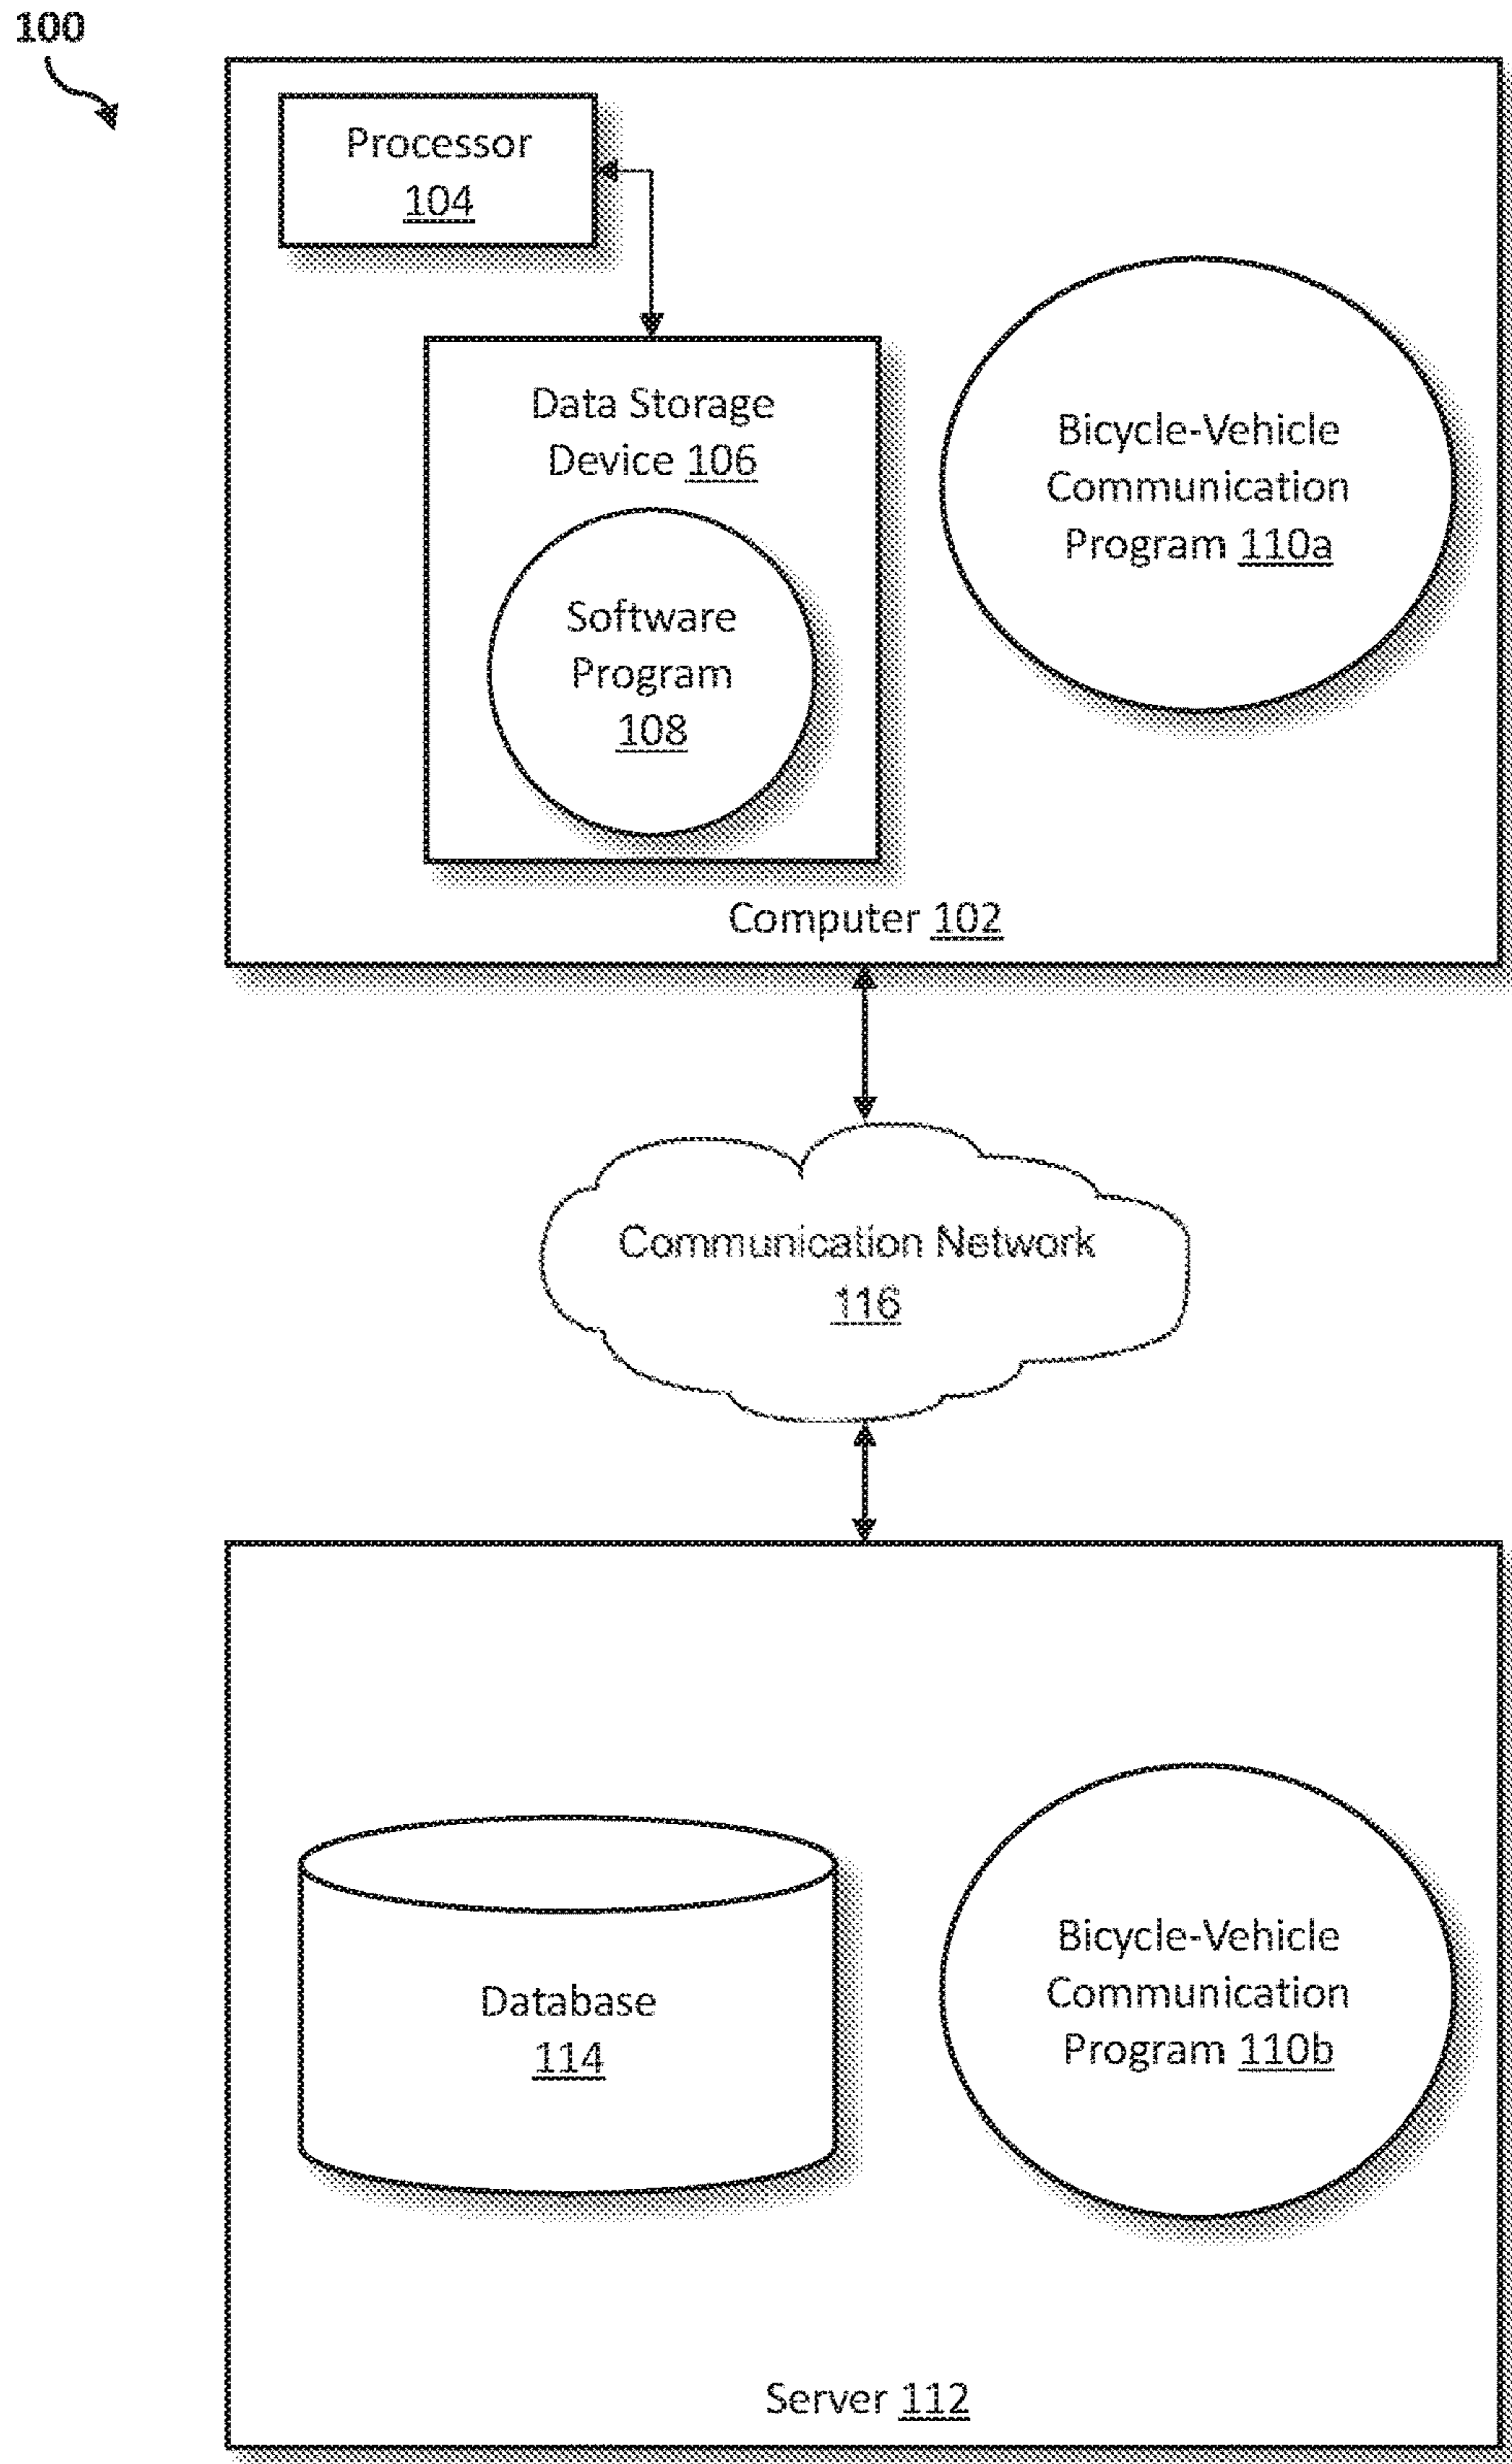 100
Processor
104
Data Storage
Device 106
Software
Program
108
Bicycle-Vehicle
Communication
Program 110a
Computer 102
Communication Network
116
Database
114
Bicycle-Vehicle
Communication
Program 110b
Server 112